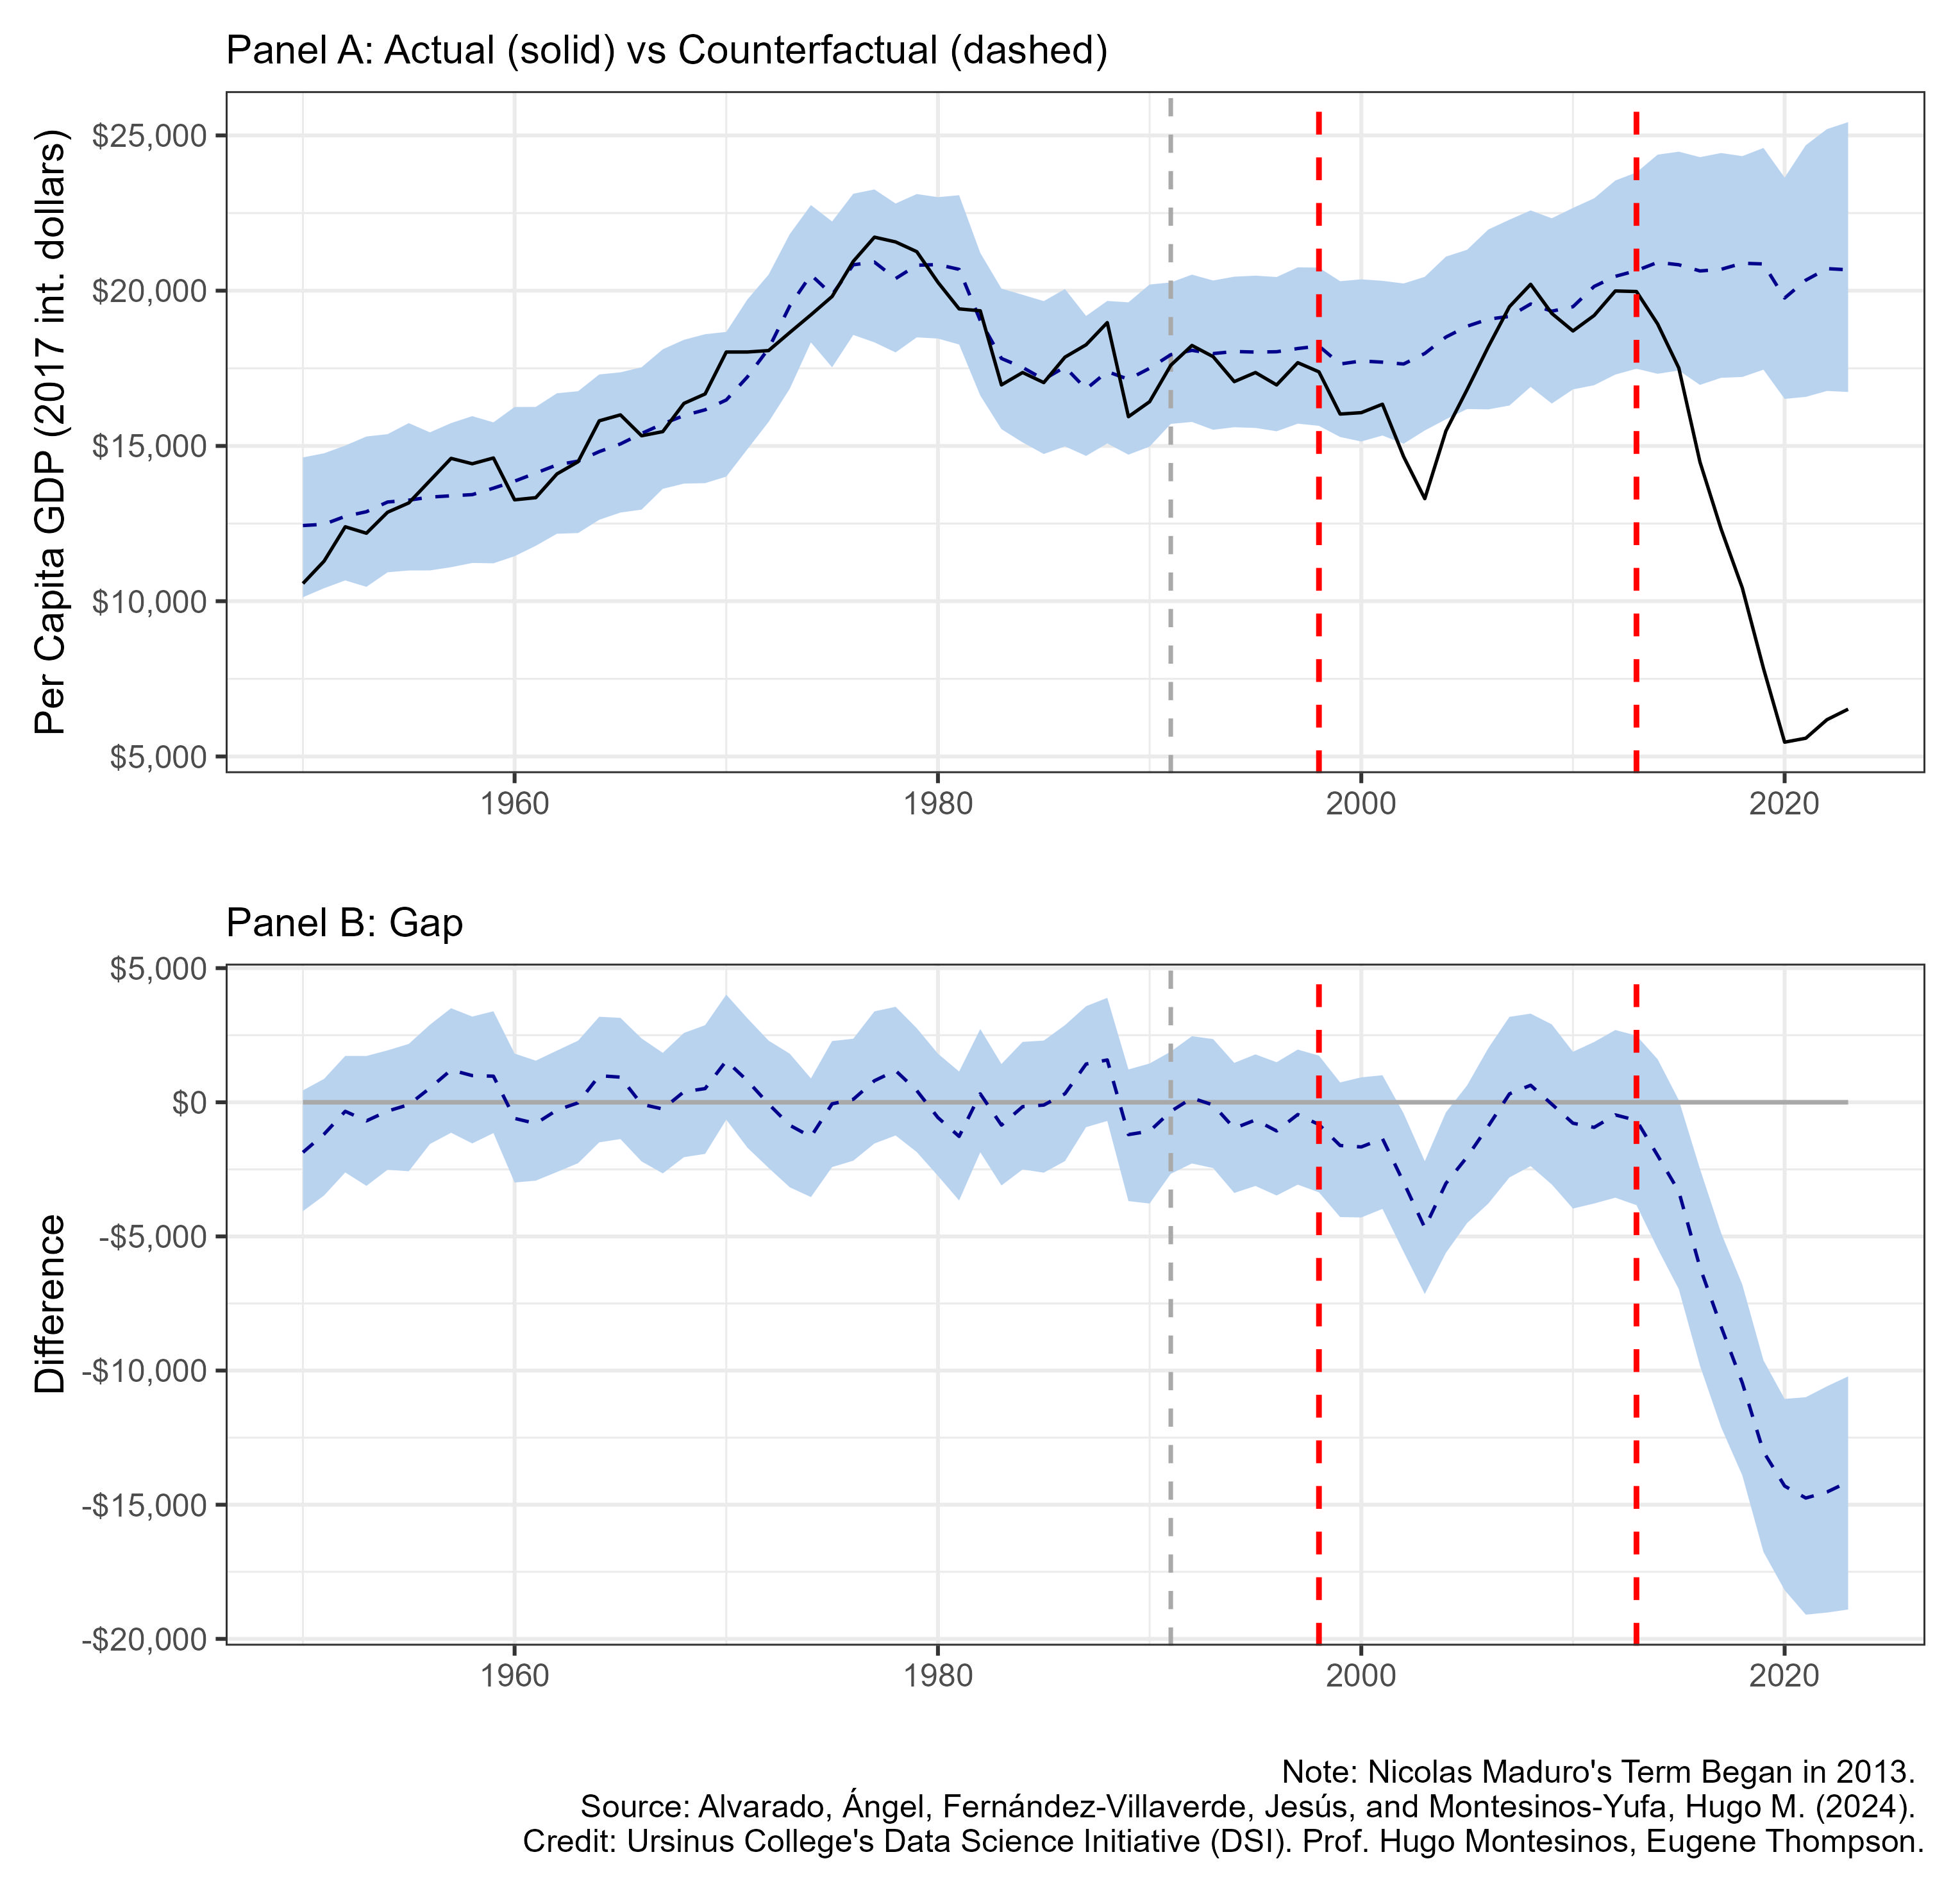 Panel A: Actual (solid) vs Counterfactual (dashed)
Per Capita GDP (2017 int. dollars)
$25,000
$20,000
$15,000
$10,000
$5,000
1960
1980
2000
2020
Panel B: Gap
Difference
$5,000
$0
-$5,000
-$10,000
-$15,000
-$20,000
1960
1980
2000
2020
Note: Nicolas Maduro's Term Began in 2013.
Source: Alvarado, Ángel, Fernández-Villaverde, Jesús, and Montesinos-Yufa, Hugo M. (2024).
Credit: Ursinus College's Data Science Initiative (DSI). Prof. Hugo Montesinos, Eugene Thompson.